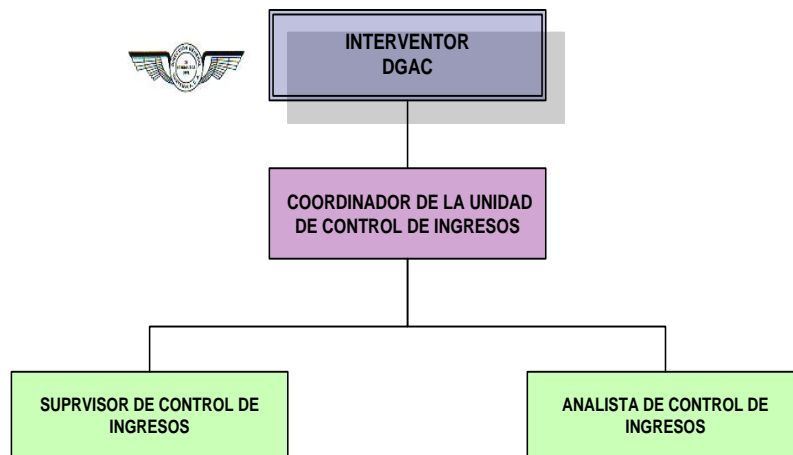 INTERVENTOR
DGAC
COORDINADOR DE LA UNIDAD
DE CONTROL DE INGRESOS
SUPRVISOR DE CONTROL DE
INGRESOS
ANALISTA DE CONTROL DE
INGRESOS